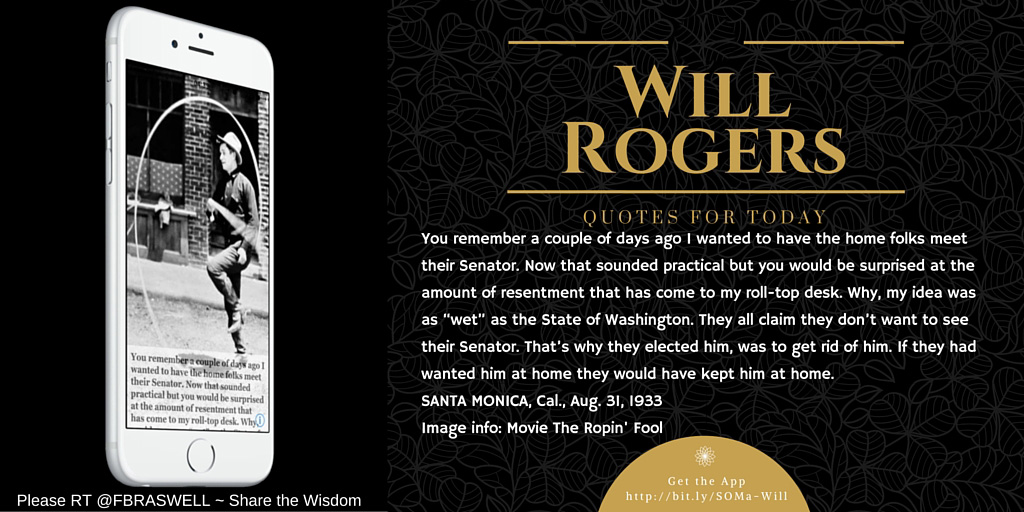 WILL
ROGERS
QUOTES FOR TODAY
You remember a couple of days ago I wanted to have the home folks meet
their Senator. Now that sounded practical but you would be surprised at the
amount of resentment that has come to my roll-top desk. Why, my idea was
as “wet” as the State of Washington. They all claim they don’t want to see
their Senator. That’s why they elected him, was to get rid of him. If they had
wanted him at home they would have kept him at home.
SANTA MONICA, Cal., Aug. 31, 1933
Image info: Movie The Ropin' Fool
Get the App
http://bit.ly/SOMa-Will
You remember a couple of days ago I
wanted to have the home folks meet
their Senator. Now that sounded
practical but you would be surprised
at the amount of resentment that
has come to my roll-top desk. Why,
Please RT @FBRASWELL ~ Share the Wisdom